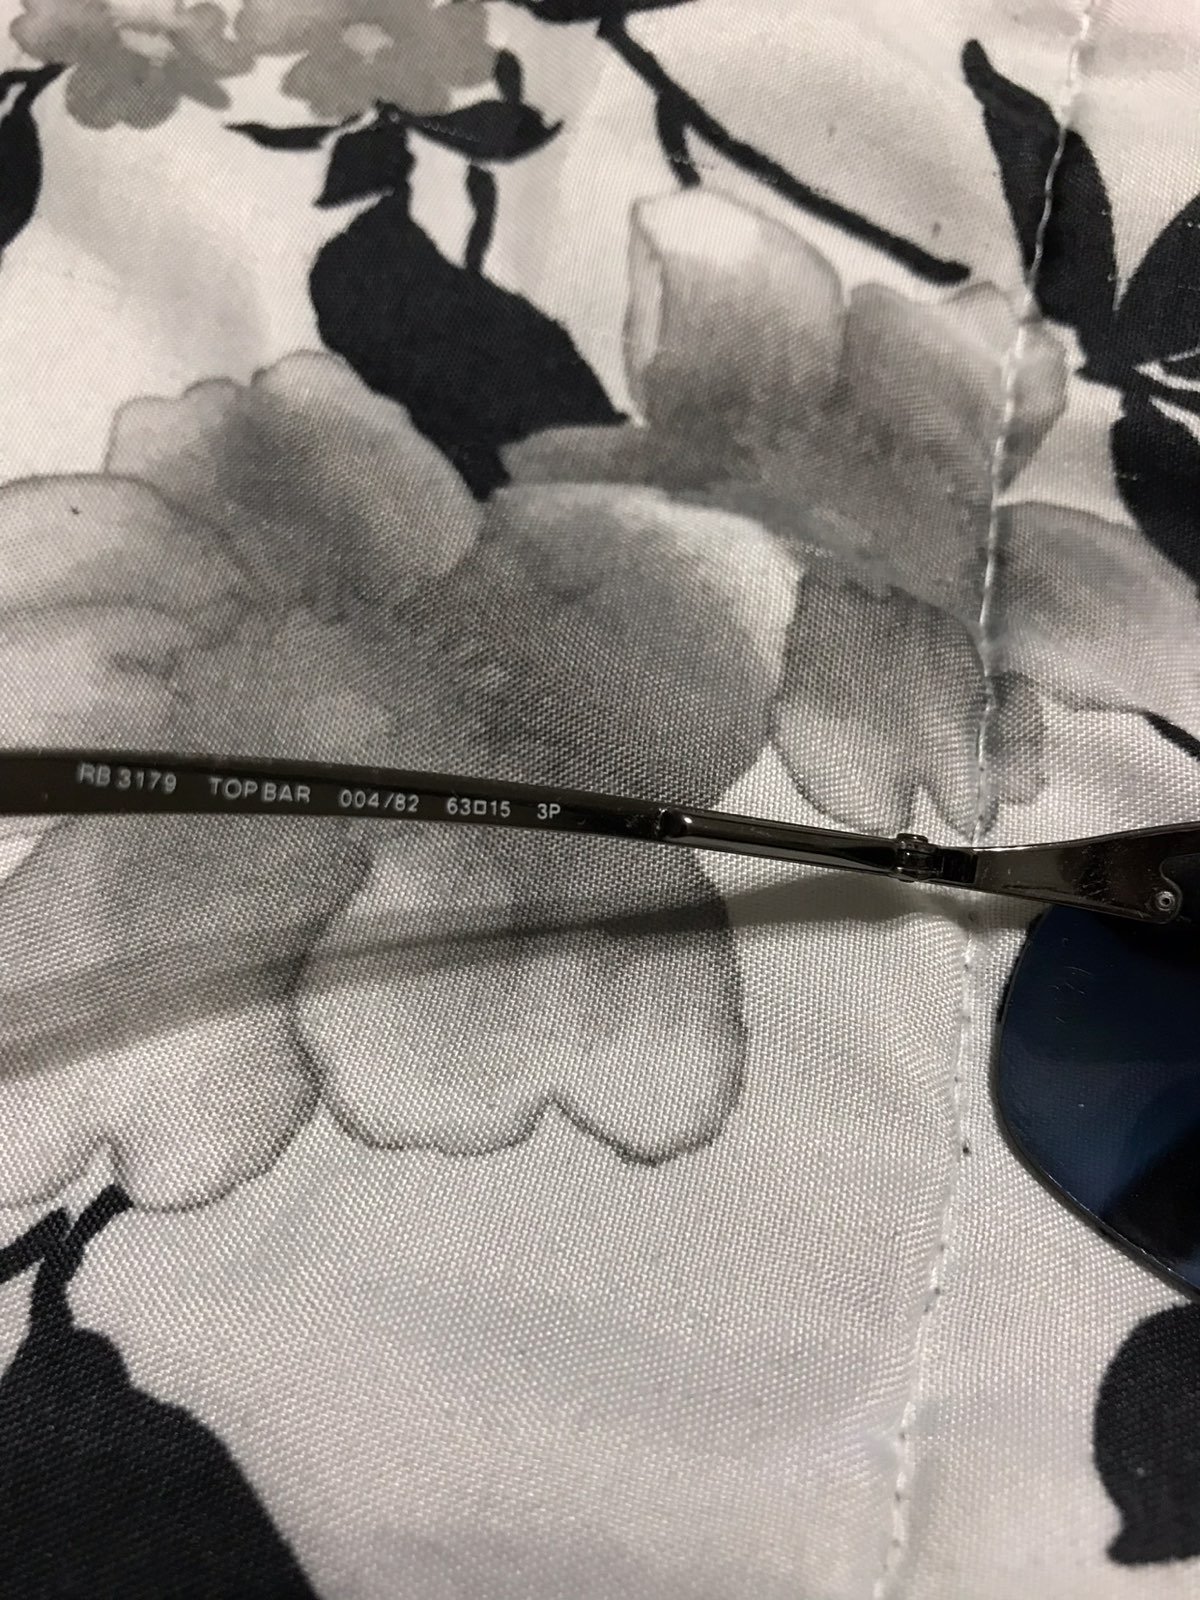 RB 3179 TOP BAR 004/82 63□15 3P